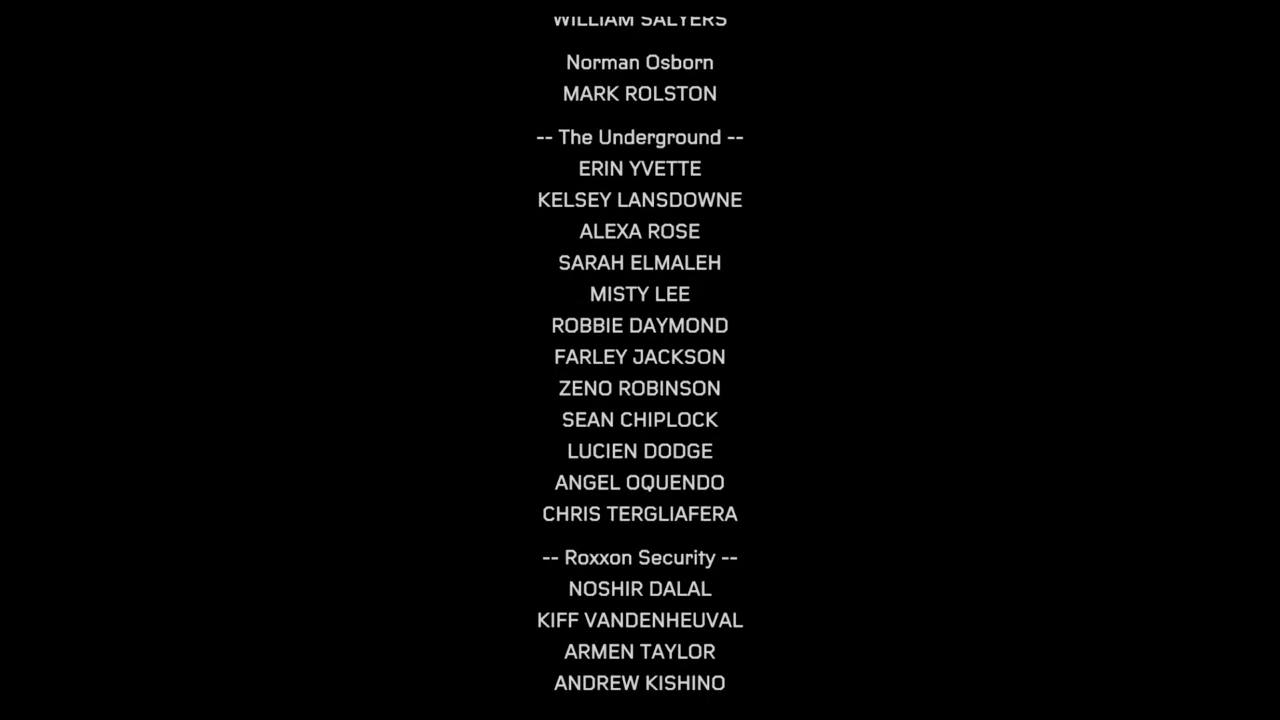 WILLIAM SALYERS
Norman Osborn
MARK ROLSTON
-- The Underground --
ERIN YVETTE
KELSEY LANSDOWNE
ALEXA ROSE
SARAH ELMALEH
MISTY LEE
ROBBIE DAYMOND
FARLEY JACKSON
ZENO ROBINSON
SEAN CHIPLOCK
LUCIEN DODGE
ANGEL OQUENDO
CHRIS TERGLIAFERA
-- Roxxon Security --
NOSHIR DALAL
KIFF VANDENHEUVAL
ARMEN TAYLOR
ANDREW KISHINO